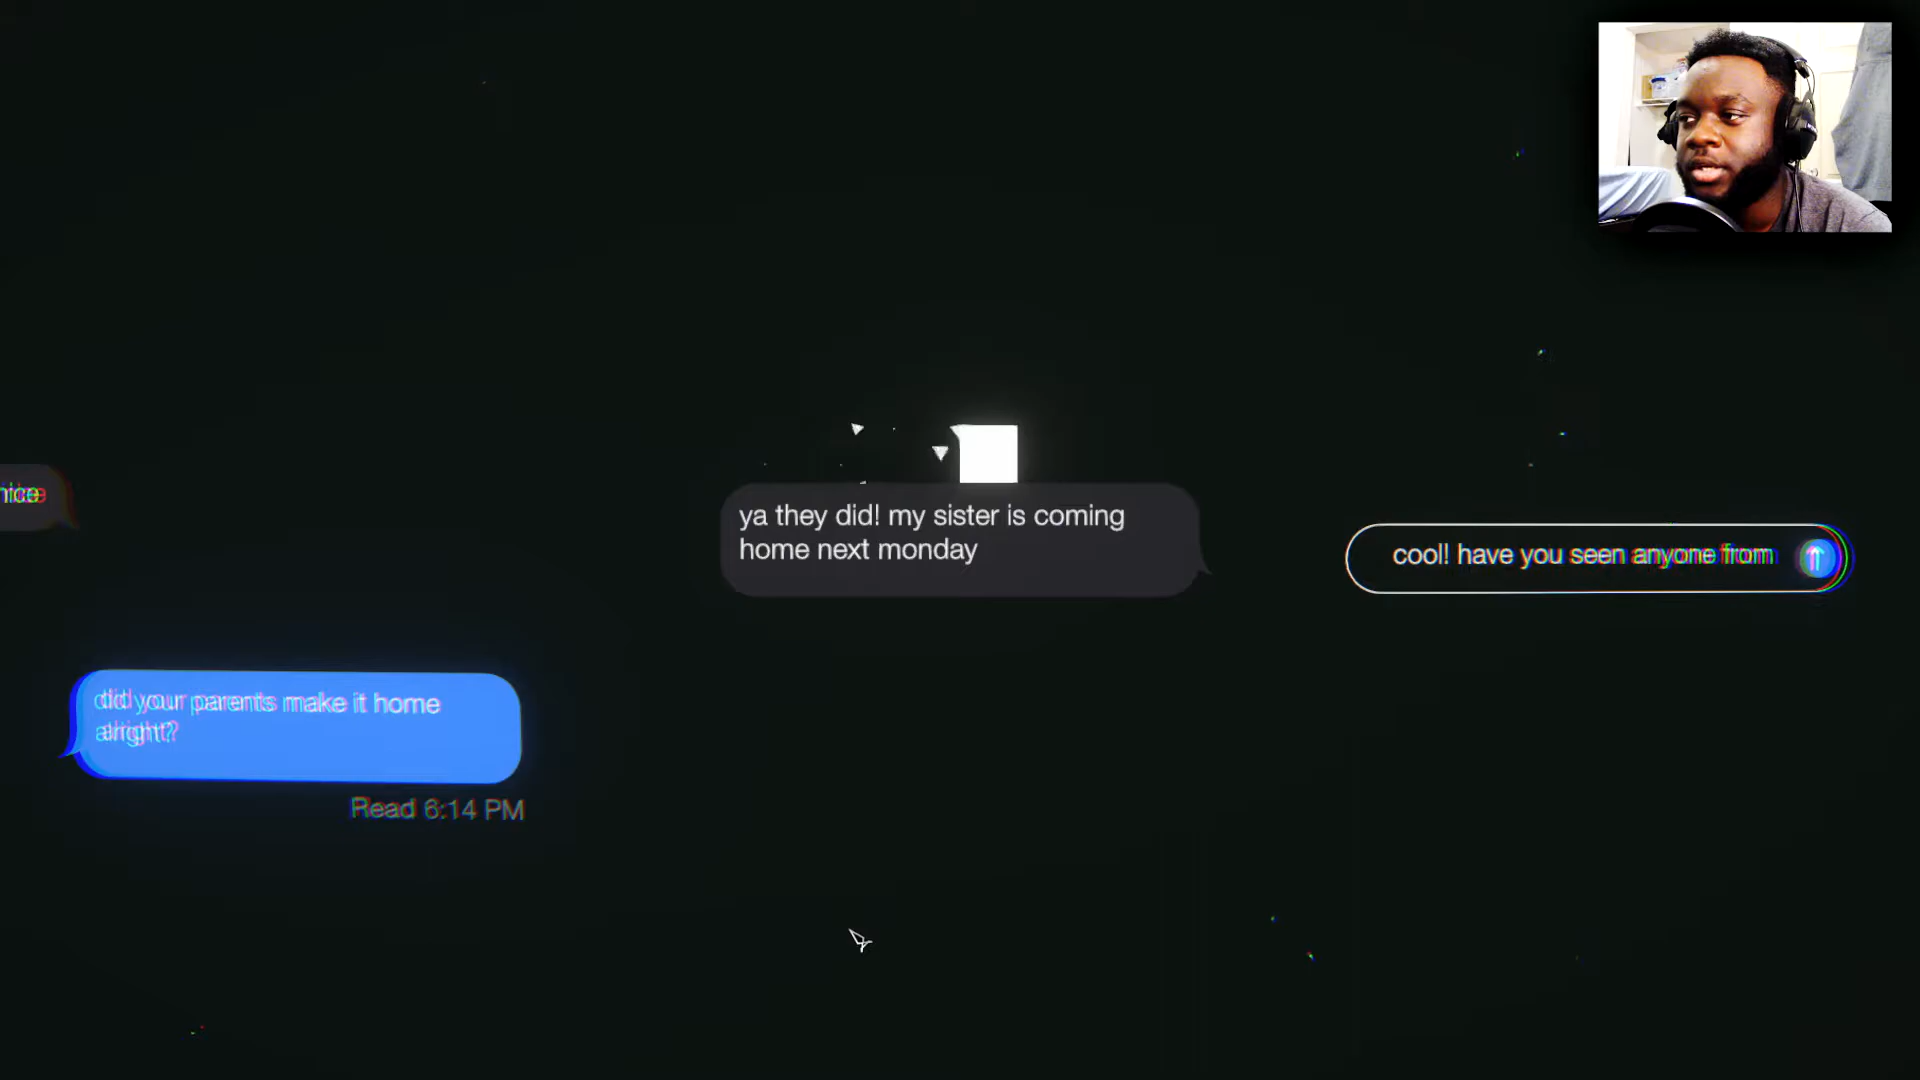 nice
did your parents make it home
alright?
Read 6:14 PM
ya they did! my sister is coming
home next monday
cool! have you seen anyone from